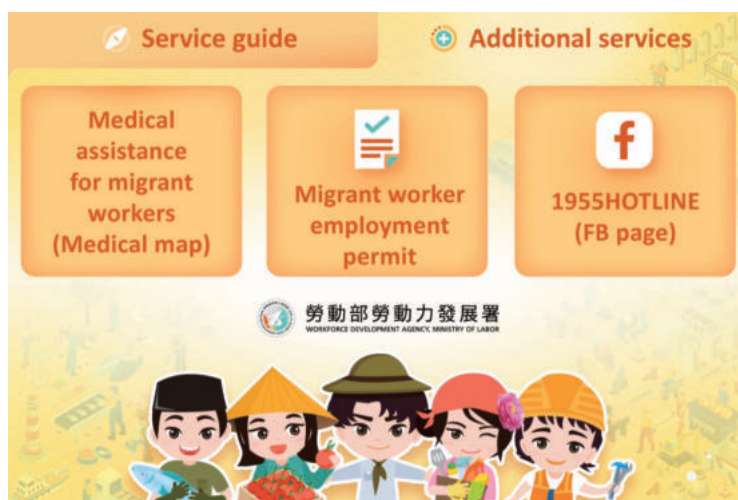 Service guide
Additional services
Medical
assistance
for migrant
workers
(Medical map)
Migrant worker
employment
permit
f
1955HOTLINE
(FB page)
勞動部勞動力發展署
WORKFORCE DEVELOPMENT AGENCY, MINISTRY OF LABOR